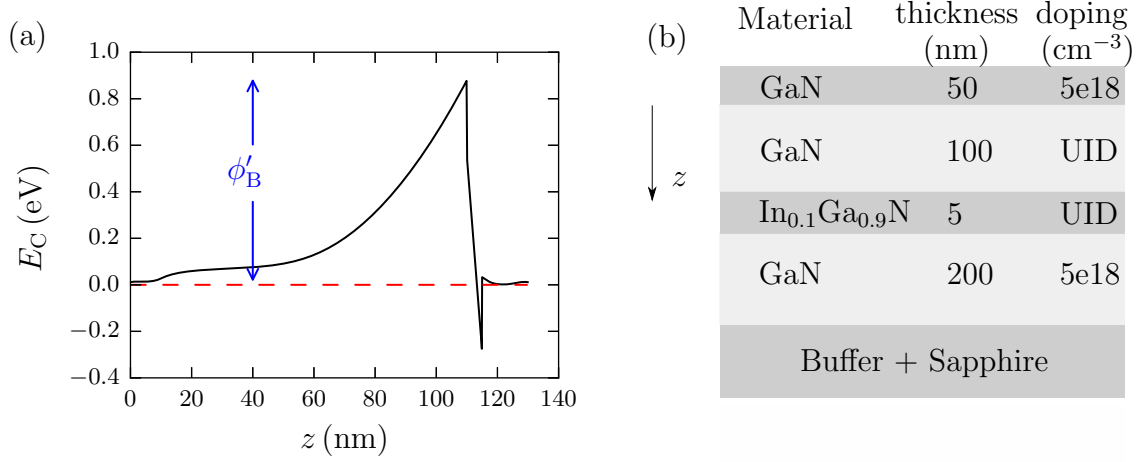 (a)
1.0
0.8
0.6
0.4
0.2
0.0
−0.2
−0.4
E_C (eV)
ϕ′_B
0 20 40 60 80 100 120 140
z (nm)
(b)
Material thickness doping
(nm) (cm⁻³)
GaN 50 5e18
GaN 100 UID
z
In₀.₁Ga₀.₉N 5 UID
GaN 200 5e18
Buffer + Sapphire